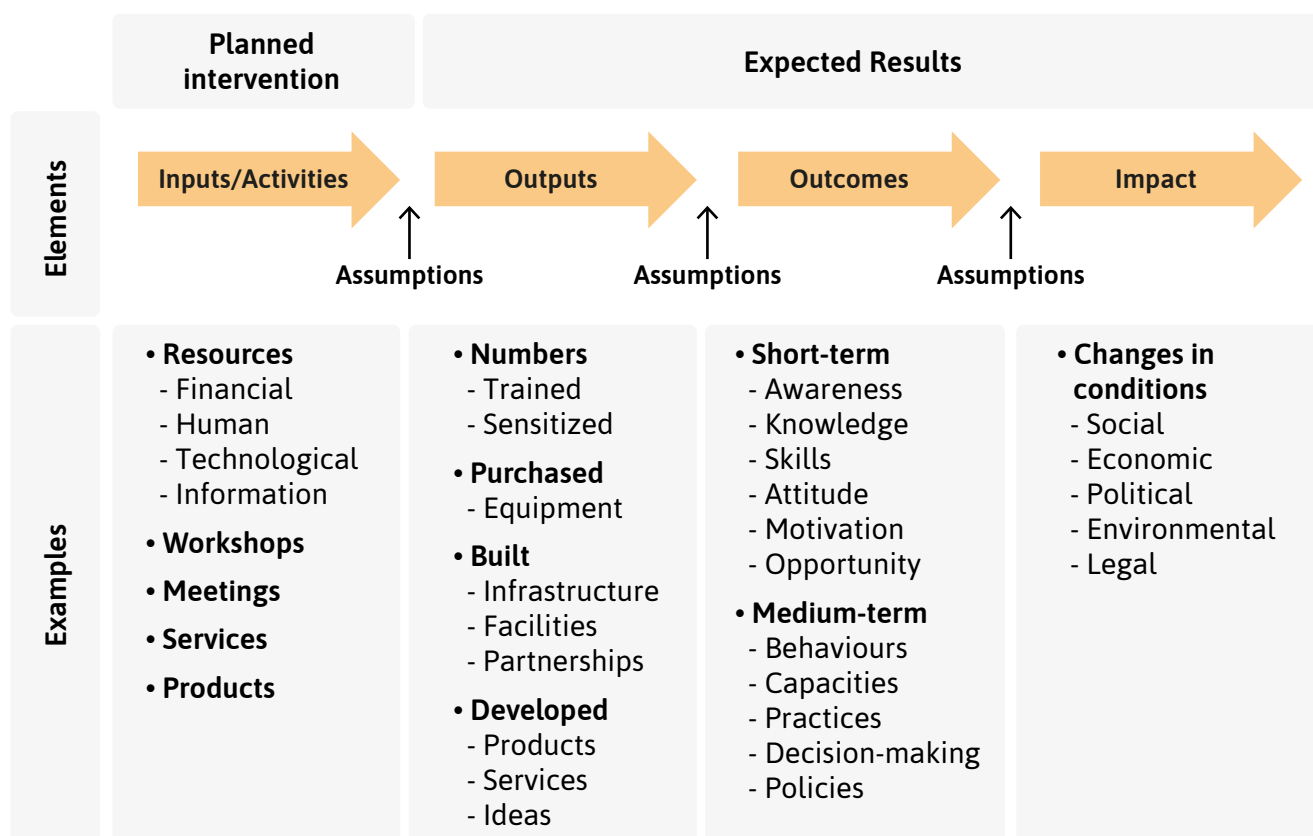 Planned
intervention
Expected Results
Elements
Inputs/Activities
Outputs
Outcomes
Impact
Assumptions
Assumptions
Assumptions
Examples
• Resources
- Financial
- Human
- Technological
- Information
• Workshops
• Meetings
• Services
• Products
• Numbers
- Trained
- Sensitized
• Purchased
- Equipment
• Built
- Infrastructure
- Facilities
- Partnerships
• Developed
- Products
- Services
- Ideas
• Short-term
- Awareness
- Knowledge
- Skills
- Attitude
- Motivation
- Opportunity
• Medium-term
- Behaviours
- Capacities
- Practices
- Decision-making
- Policies
• Changes in
conditions
- Social
- Economic
- Political
- Environmental
- Legal